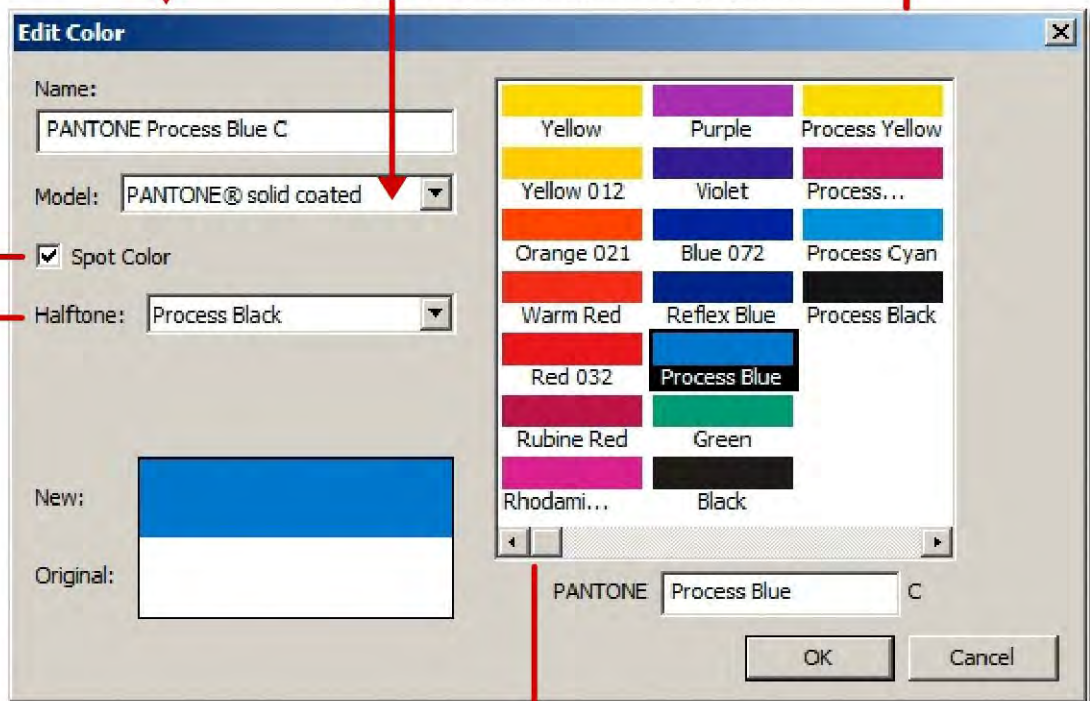 Edit Color
Name:
PANTONE Process Blue C
Model: PANTONE® solid coated
Spot Color
Halftone: Process Black
New:
Original:
Yellow Purple Process Yellow
Yellow 012 Violet Process...
Orange 021 Blue 072 Process Cyan
Warm Red Reflex Blue Process Black
Red 032 Process Blue
Rubine Red Green
Rhodami... Black
PANTONE Process Blue C
OK Cancel